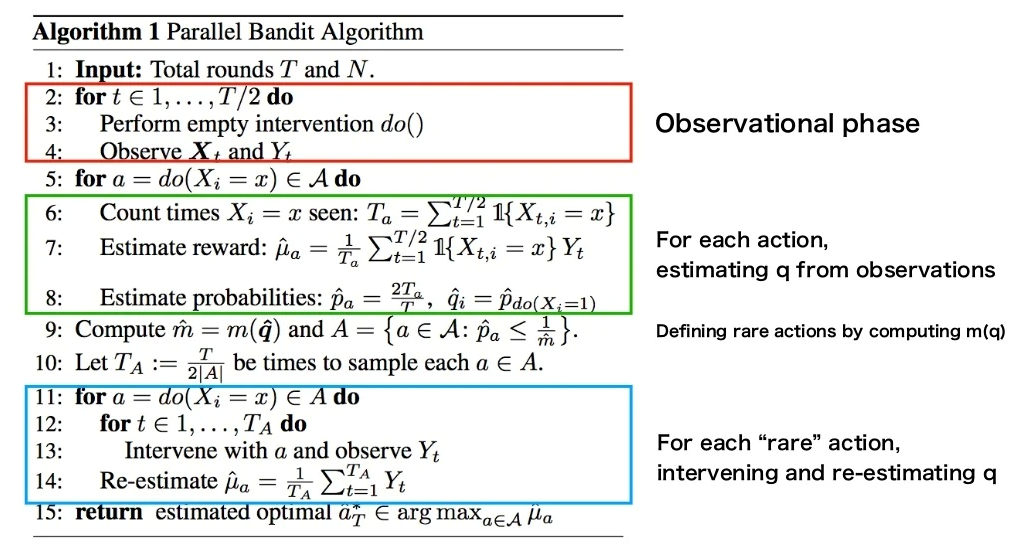 Algorithm 1 Parallel Bandit Algorithm
1: Input: Total rounds T and N.
2: for t ∈ 1, . . . , T/2 do
3: Perform empty intervention do()
Observational phase
4: Observe X_t and Y_t
5: for a = do(X_i = x) ∈ 𝒜 do
6: Count times X_i = x seen: T_a = ∑_{t=1}^{T/2} 𝟙{X_{t,i} = x}
7: Estimate reward: μ̂_a = 1/T_a ∑_{t=1}^{T/2} 𝟙{X_{t,i} = x} Y_t
For each action,
estimating q from observations
8: Estimate probabilities: p̂_a = 2T_a/T, q̂_i = p̂_{do(X_i=1)}
9: Compute m̂ = m(q̂) and A = {a ∈ 𝒜: p̂_a ≤ 1/m̂}.
Defining rare actions by computing m(q)
10: Let T_A := T/2|A| be times to sample each a ∈ A.
11: for a = do(X_i = x) ∈ A do
12: for t ∈ 1, . . . , T_A do
13: Intervene with a and observe Y_t
14: Re-estimate μ̂_a = 1/T_A ∑_{t=1}^{T_A} Y_t
For each “rare” action,
intervening and re-estimating q
15: return estimated optimal â*_T ∈ arg max_{a∈𝒜} μ̂_a